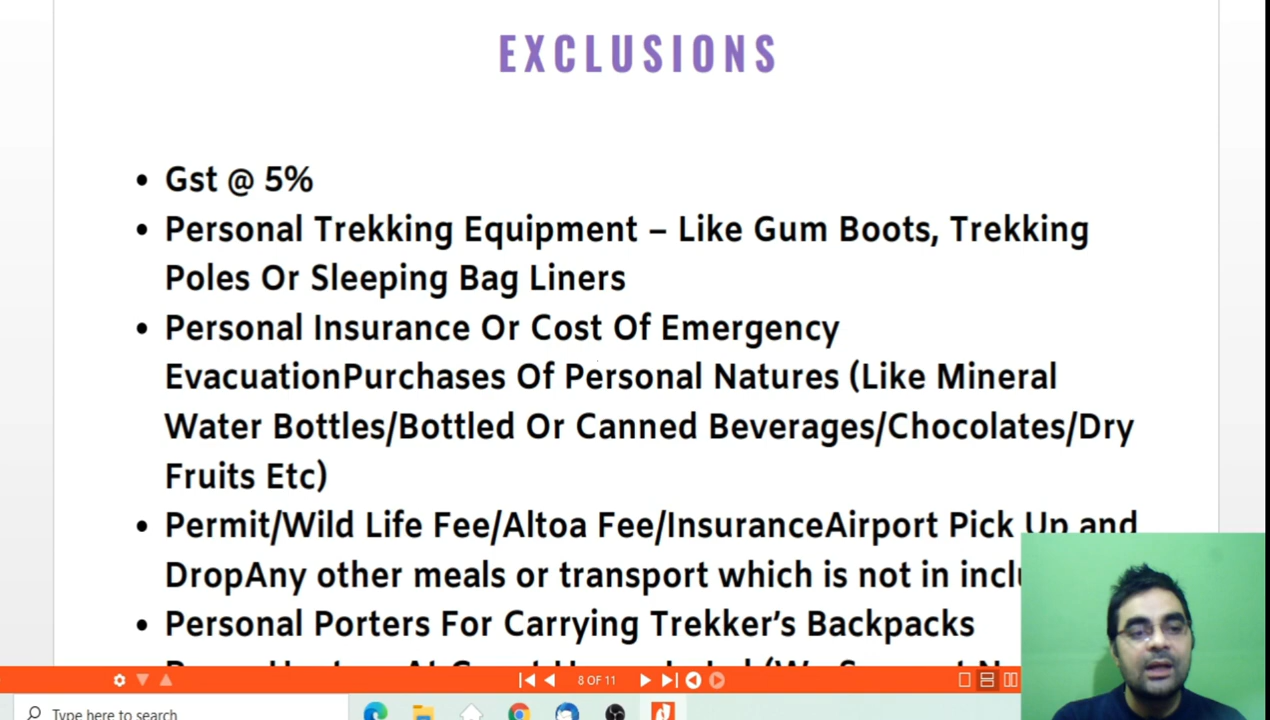 EXCLUSIONS
• Gst @ 5%
• Personal Trekking Equipment – Like Gum Boots, Trekking
Poles Or Sleeping Bag Liners
• Personal Insurance Or Cost Of Emergency
EvacuationPurchases Of Personal Natures (Like Mineral
Water Bottles/Bottled Or Canned Beverages/Chocolates/Dry
Fruits Etc)
• Permit/Wild Life Fee/Altoa Fee/InsuranceAirport Pick Up and
DropAny other meals or transport which is not in
• Personal Porters For Carrying Trekker's Backpacks
8 OF 11
Type here to search